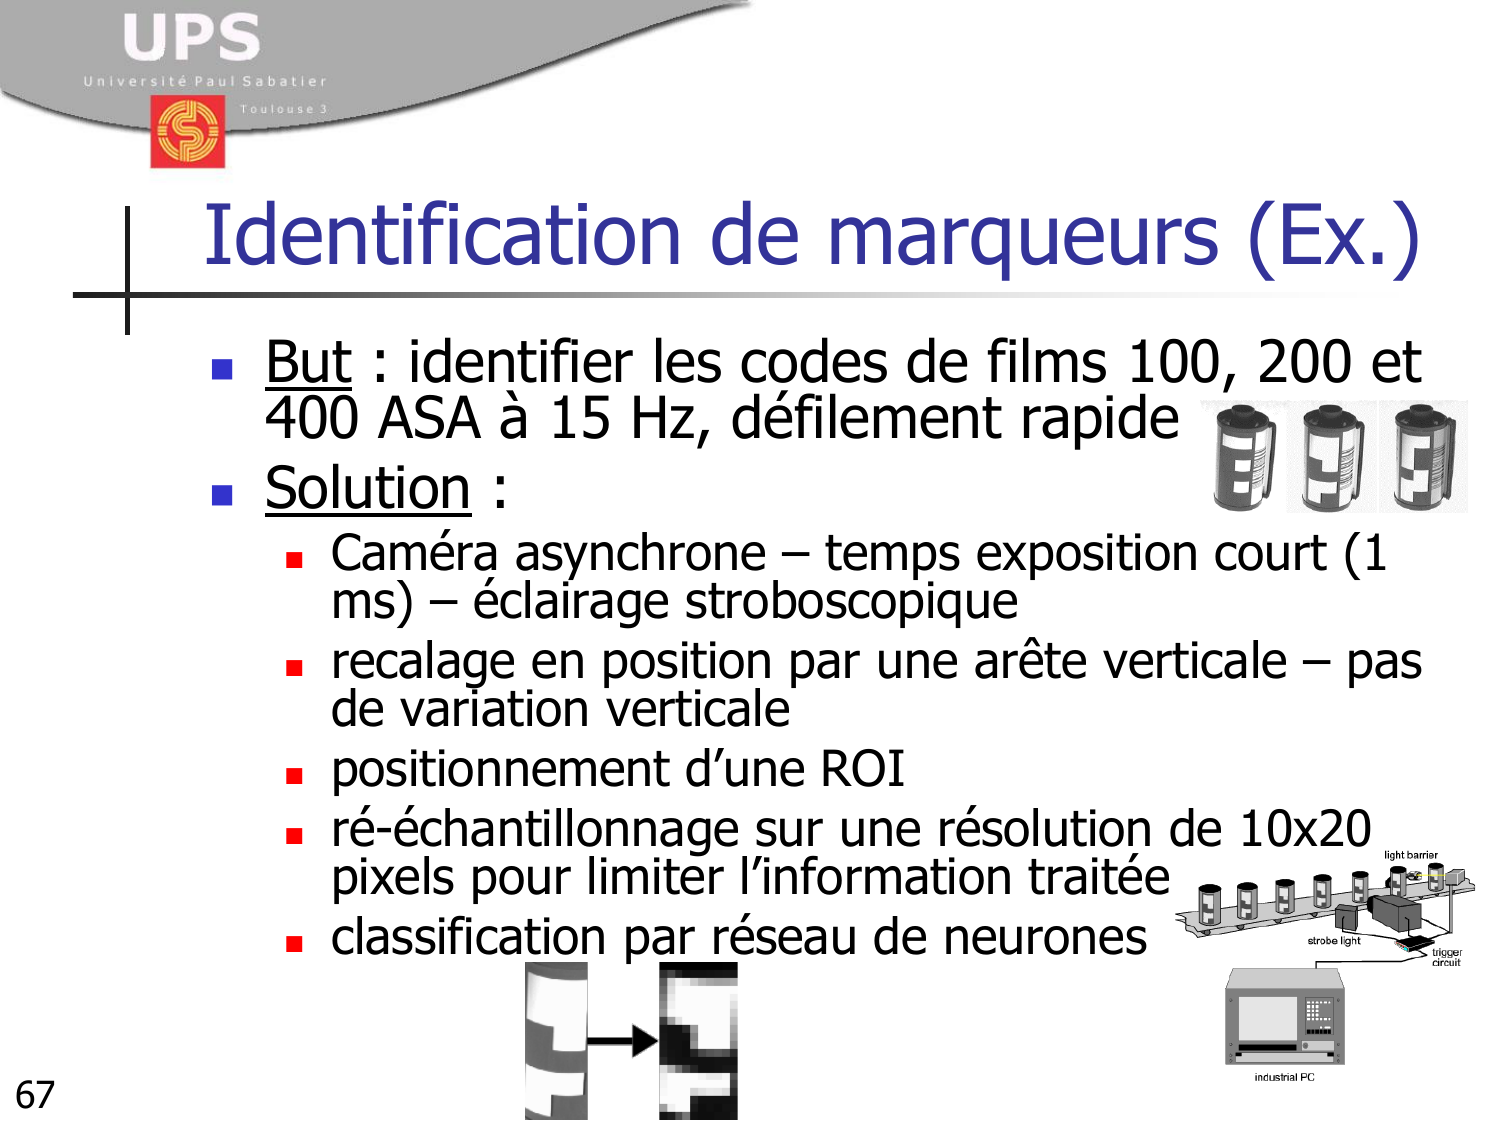 UPS
Université Paul Sabatier
Toulouse 3
Identification de marqueurs (Ex.)
But : identifier les codes de films 100, 200 et
400 ASA à 15 Hz, défilement rapide
Solution :
Caméra asynchrone – temps exposition court (1
ms) – éclairage stroboscopique
recalage en position par une arête verticale – pas
de variation verticale
positionnement d’une ROI
ré-échantillonnage sur une résolution de 10x20
pixels pour limiter l’information traitée
classification par réseau de neurones
light barrier
strobe light
trigger
circuit
industrial PC
67